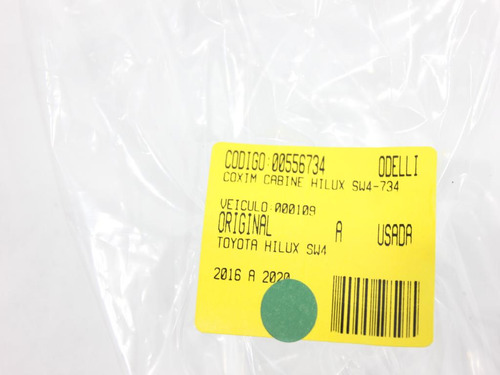 CODIGO:00556734 ODELLI
COXIM CABINE HILUX SW4-734
VEICULO:000109
ORIGINAL A USADA
TOYOTA HILUX SW4
2016 A 2020